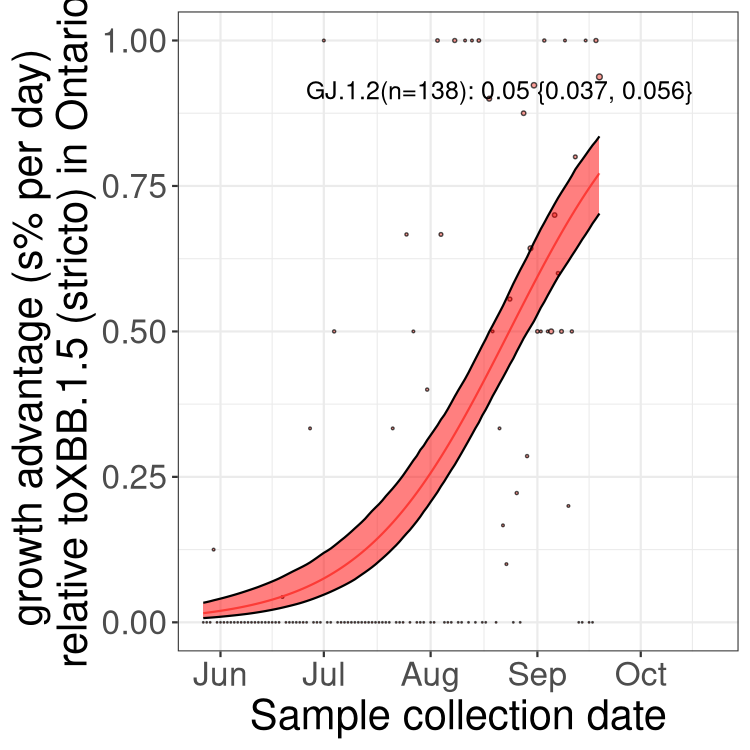 growth advantage (s% per day)
relative toXBB.1.5 (stricto) in Ontario
1.00
0.75
0.50
0.25
0.00
GJ.1.2(n=138): 0.05 {0.037, 0.056}
Jun Jul Aug Sep Oct
Sample collection date